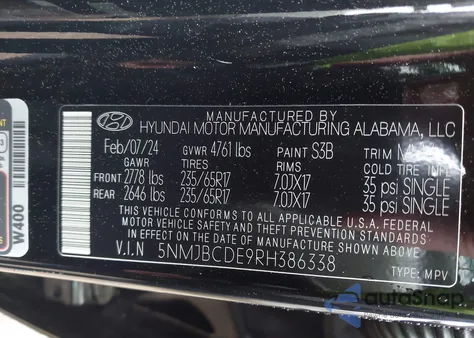 MANUFACTURED BY
HYUNDAI MOTOR MANUFACTURING ALABAMA, LLC
Feb/07/24 GVWR 4761 lbs PAINT S3B TRIM
GAWR TIRES RIMS COLD TIRE
FRONT 2778 lbs 235/65R17 7.0JX17 35 psi SINGLE
REAR 2646 lbs 235/65R17 7.0JX17 35 psi SINGLE
THIS VEHICLE CONFORMS TO ALL APPLICABLE U.S.A. FEDERAL
MOTOR VEHICLE SAFETY AND THEFT PREVENTION STANDARDS
IN EFFECT ON THE DATE OF MANUFACTURE SHOWN ABOVE
V.I.N 5NMJBCDE9RH386338
TYPE: MPV
W400
autoSnap